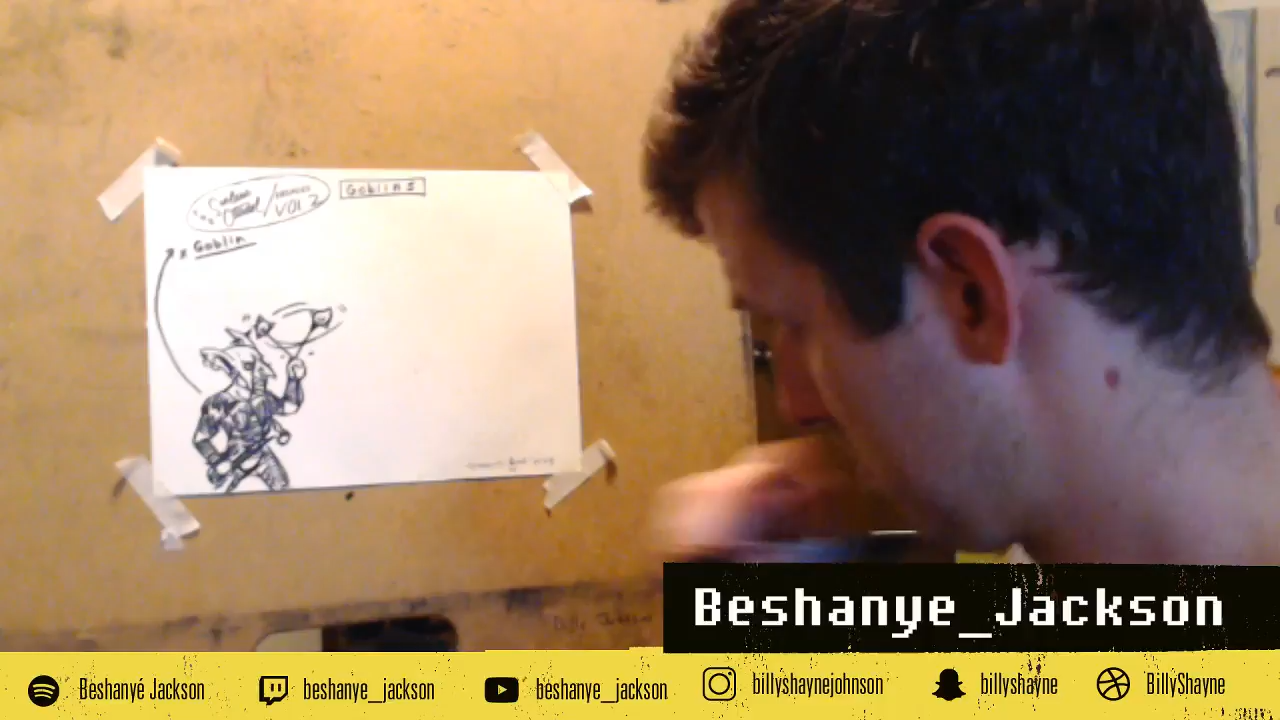 Goblins
VOl 2
x Goblin
Beshanye_Jackson
Beshanyé Jackson
beshanye_jackson
beshanye_jackson
billyshaynejohnson
billyshayne
BillyShayne